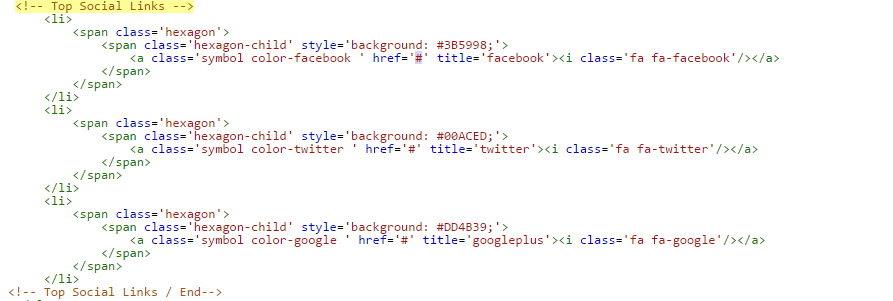 <!-- Top Social Links -->
<li>
<span class='hexagon'>
<span class='hexagon-child' style='background: #3B5998;'>
<a class='symbol color-facebook ' href='#' title='facebook'><i class='fa fa-facebook'/></a>
</span>
</span>
</li>
<li>
<span class='hexagon'>
<span class='hexagon-child' style='background: #00ACED;'>
<a class='symbol color-twitter ' href='#' title='twitter'><i class='fa fa-twitter'/></a>
</span>
</span>
</li>
<li>
<span class='hexagon'>
<span class='hexagon-child' style='background: #DD4B39;'>
<a class='symbol color-google ' href='#' title='googleplus'><i class='fa fa-google'/></a>
</span>
</span>
</li>
<!-- Top Social Links / End-->